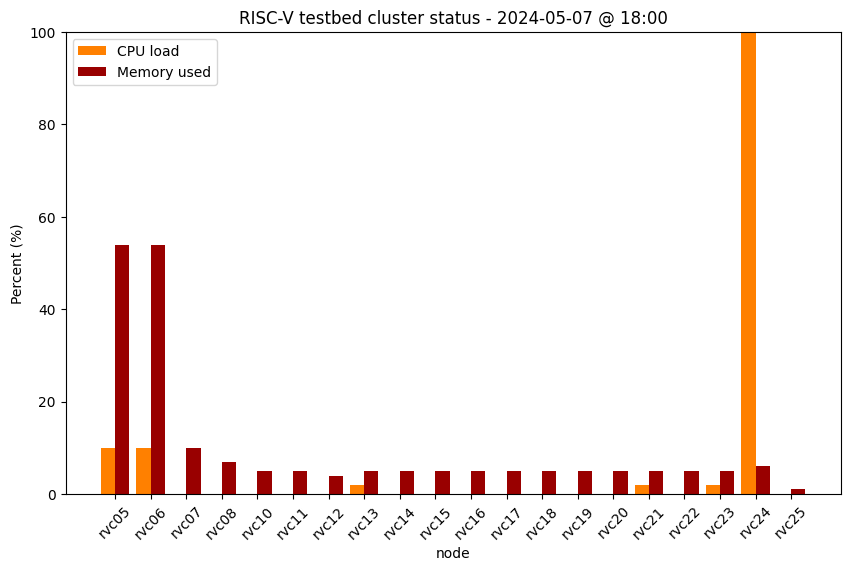 RISC-V testbed cluster status - 2024-05-07 @ 18:00
CPU load
Memory used
Percent (%)
100
80
60
40
20
0
rvc05
rvc06
rvc07
rvc08
rvc10
rvc11
rvc12
rvc13
rvc14
rvc15
rvc16
rvc17
rvc18
rvc19
rvc20
rvc21
rvc22
rvc23
rvc24
rvc25
node